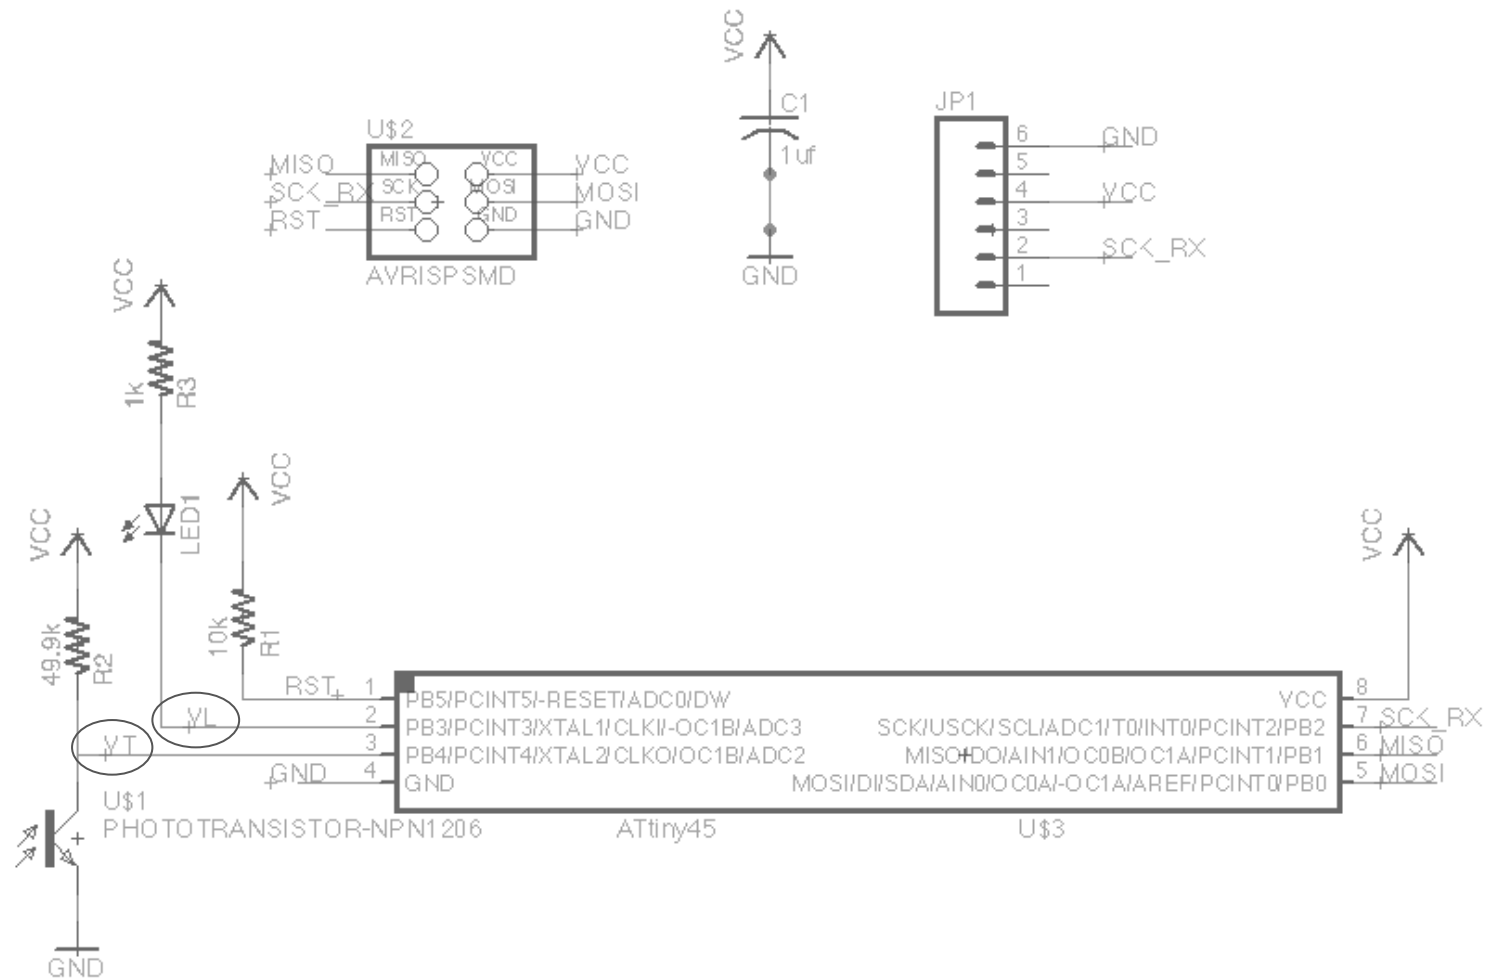 VCC
C1
1uf
GND
U$2
MISO
SCK_RX
RST
MISO
SCK
RST
VCC
MOSI
GND
VCC
MOSI
GND
AVRISPSMD
JP1
6
5
4
3
2
1
GND
VCC
SCK_RX
VCC
1k
R3
LED1
VCC
10k
R1
VCC
49.9k
R2
VL
VT
RST
GND
1
2
3
4
PB5/PCINT5/-RESET/ADC0/DW
PB3/PCINT3/XTAL1/CLKI/-OC1B/ADC3
PB4/PCINT4/XTAL2/CLKO/OC1B/ADC2
GND
VCC
SCK/USCK/SCL/ADC1/T0/INT0/PCINT2/PB2
MISO/DO/AIN1/OC0B/OC1A/PCINT1/PB1
MOSI/DI/SDA/AIN0/OC0A/-OC1A/AREF/PCINT0/PB0
8
7
6
5
VCC
SCK_RX
MISO
MOSI
U$1
PHOTOTRANSISTOR-NPN1206
ATtiny45
U$3
GND